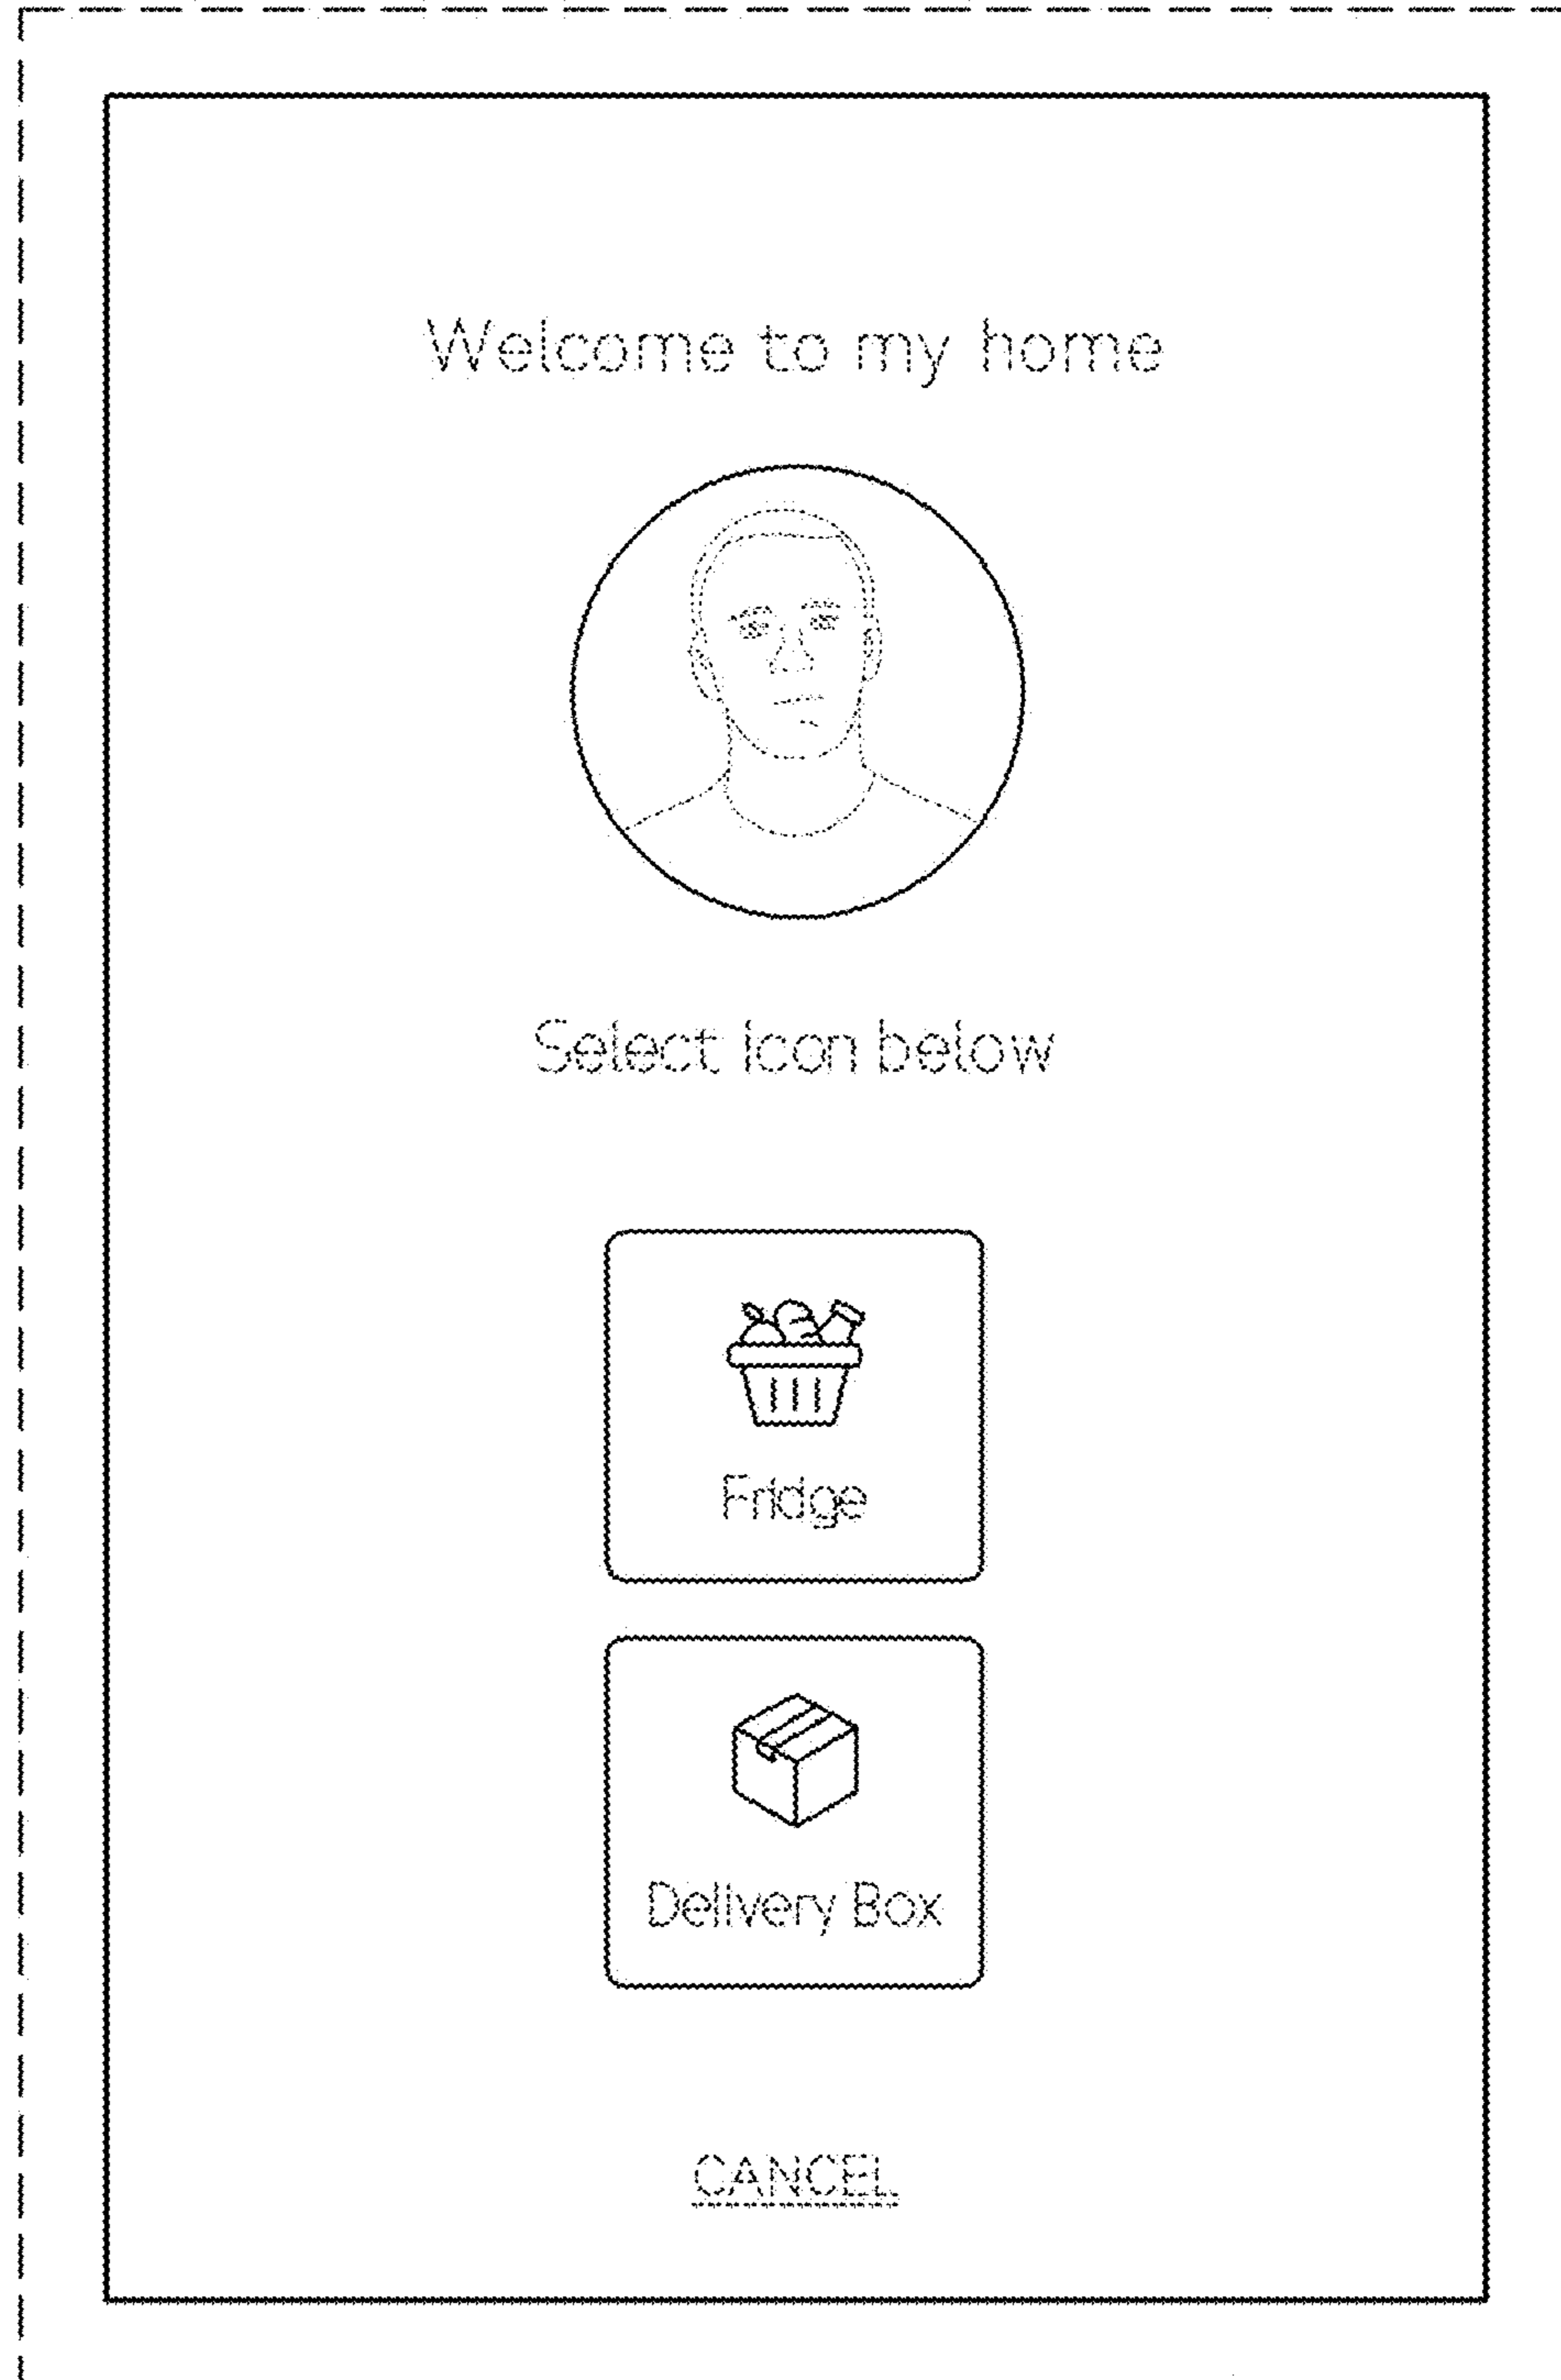 Welcome to my home
Select icon below
Fridge
Delivery Box
CANCEL